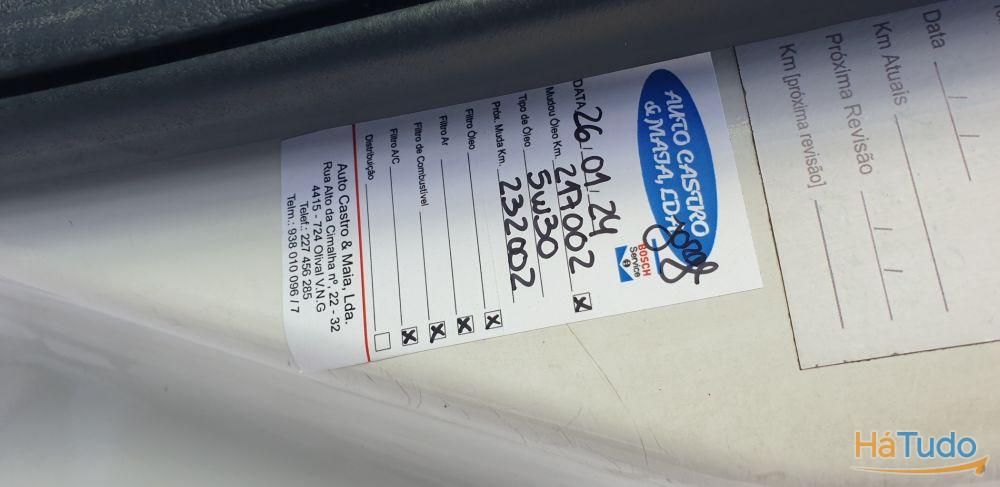 AUTO CASTRO
& MAIA, LDA
BOSCH
Service
DATA 26 / 01 / 24
Mudou Óleo Km. 217002
Tipo de Óleo 5W30
Próx. Muda Km. 232002
Filtro Óleo
Filtro Ar
Filtro de Combustível
Filtro A/C
Distribuição
Auto Castro & Maia, Lda.
Rua Alto da Cimalha nº, 22 - 32
4415 - 724 Olival V.N.G
Telef.: 227 456 285
Telm.: 938 010 096 / 7
Data / /
Km Atuais
Próxima Revisão / /
Km [próxima revisão]
HáTudo